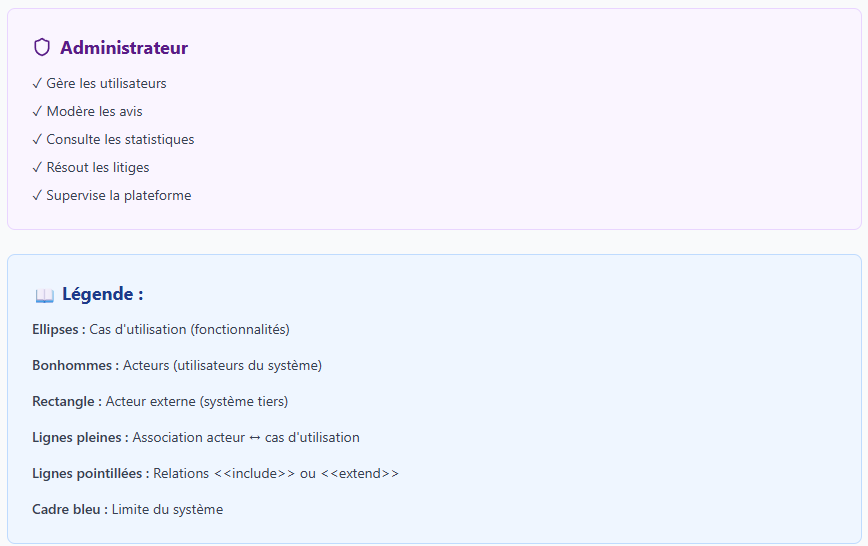 Administrateur
✓ Gère les utilisateurs
✓ Modère les avis
✓ Consulte les statistiques
✓ Résout les litiges
✓ Supervise la plateforme
📖 Légende :
Ellipses : Cas d'utilisation (fonctionnalités)
Bonhommes : Acteurs (utilisateurs du système)
Rectangle : Acteur externe (système tiers)
Lignes pleines : Association acteur ↔ cas d'utilisation
Lignes pointillées : Relations <<include>> ou <<extend>>
Cadre bleu : Limite du système